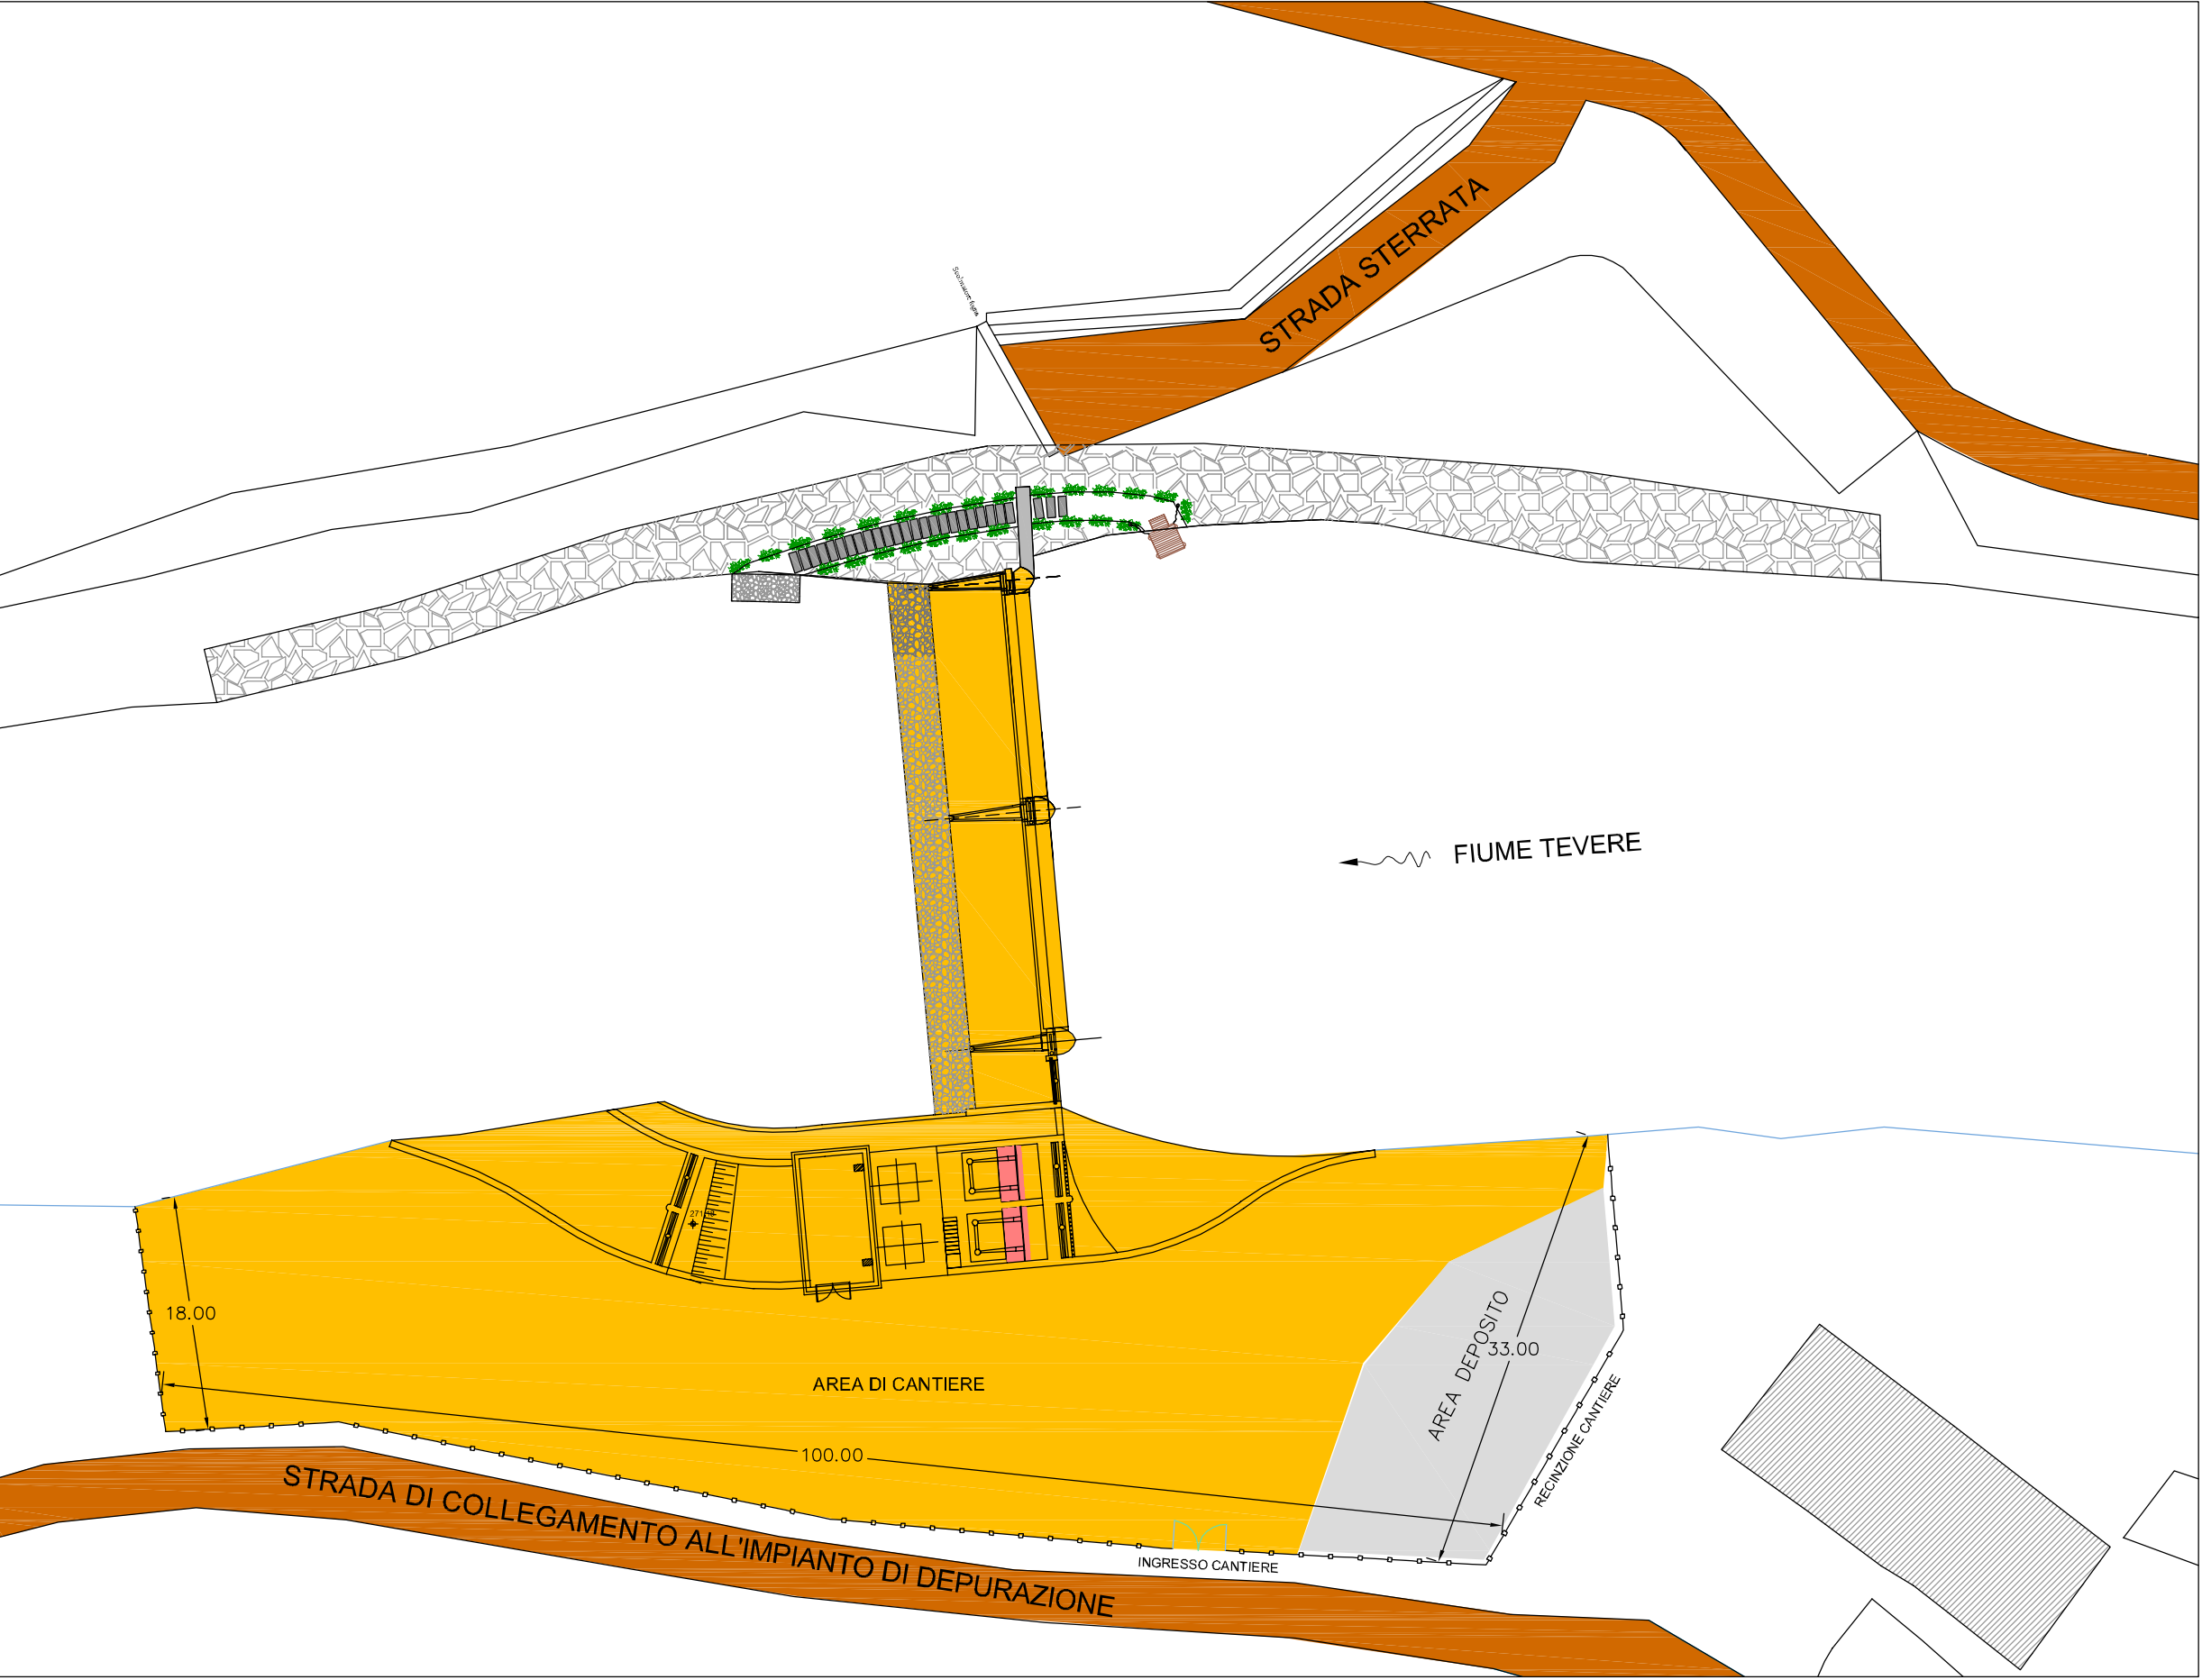 STRADA STERRATA
FIUME TEVERE
18.00
AREA DEPOSITO
33.00
AREA DI CANTIERE
100.00
RECINZIONE CANTIERE
STRADA DI COLLEGAMENTO ALL'IMPIANTO DI DEPURAZIONE
INGRESSO CANTIERE